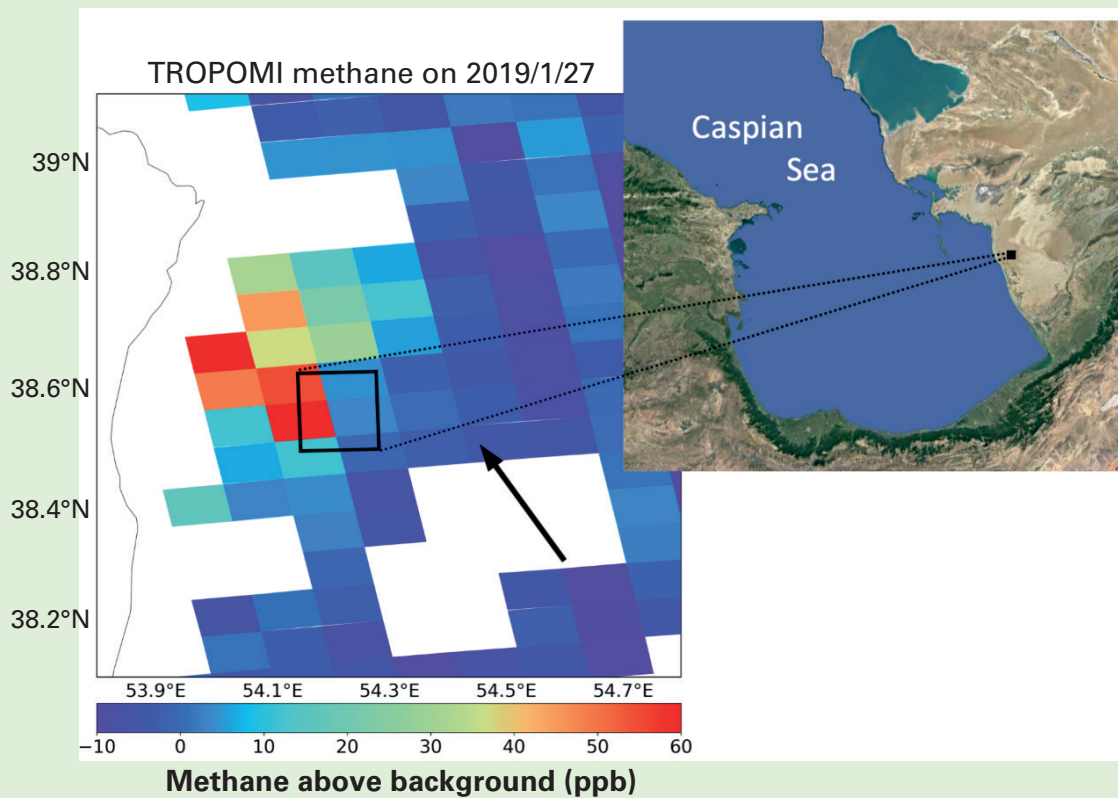 TROPOMI methane on 2019/1/27
Caspian
Sea
39°N
38.8°N
38.6°N
38.4°N
38.2°N
53.9°E 54.1°E 54.3°E 54.5°E 54.7°E
−10 0 10 20 30 40 50 60
Methane above background (ppb)